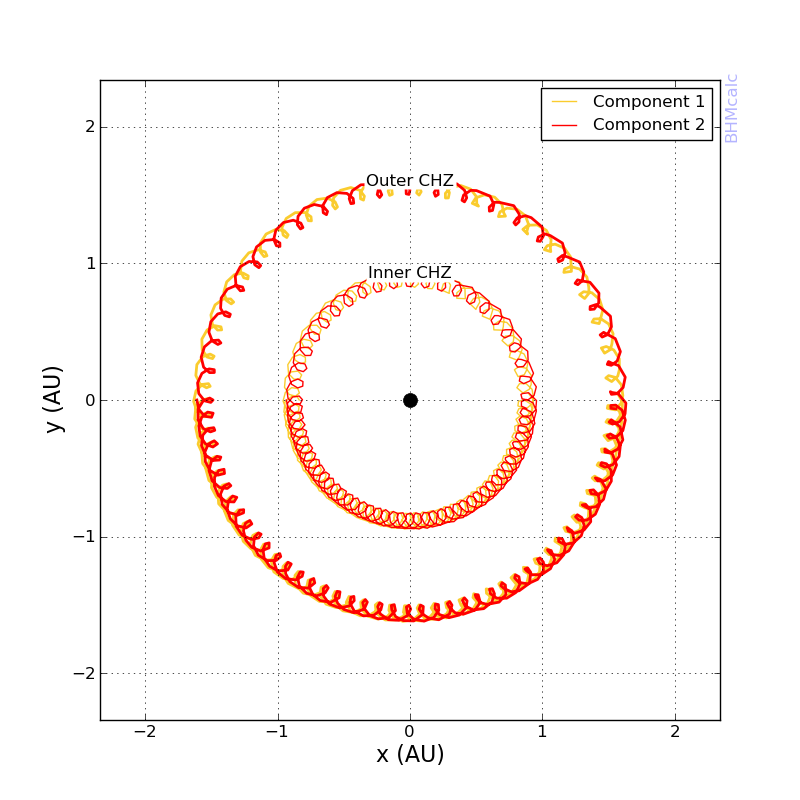 Component 1
Component 2
BHMcalc
Outer CHZ
Inner CHZ
2
1
0
−1
−2
−2
−1
0
1
2
x (AU)
y (AU)